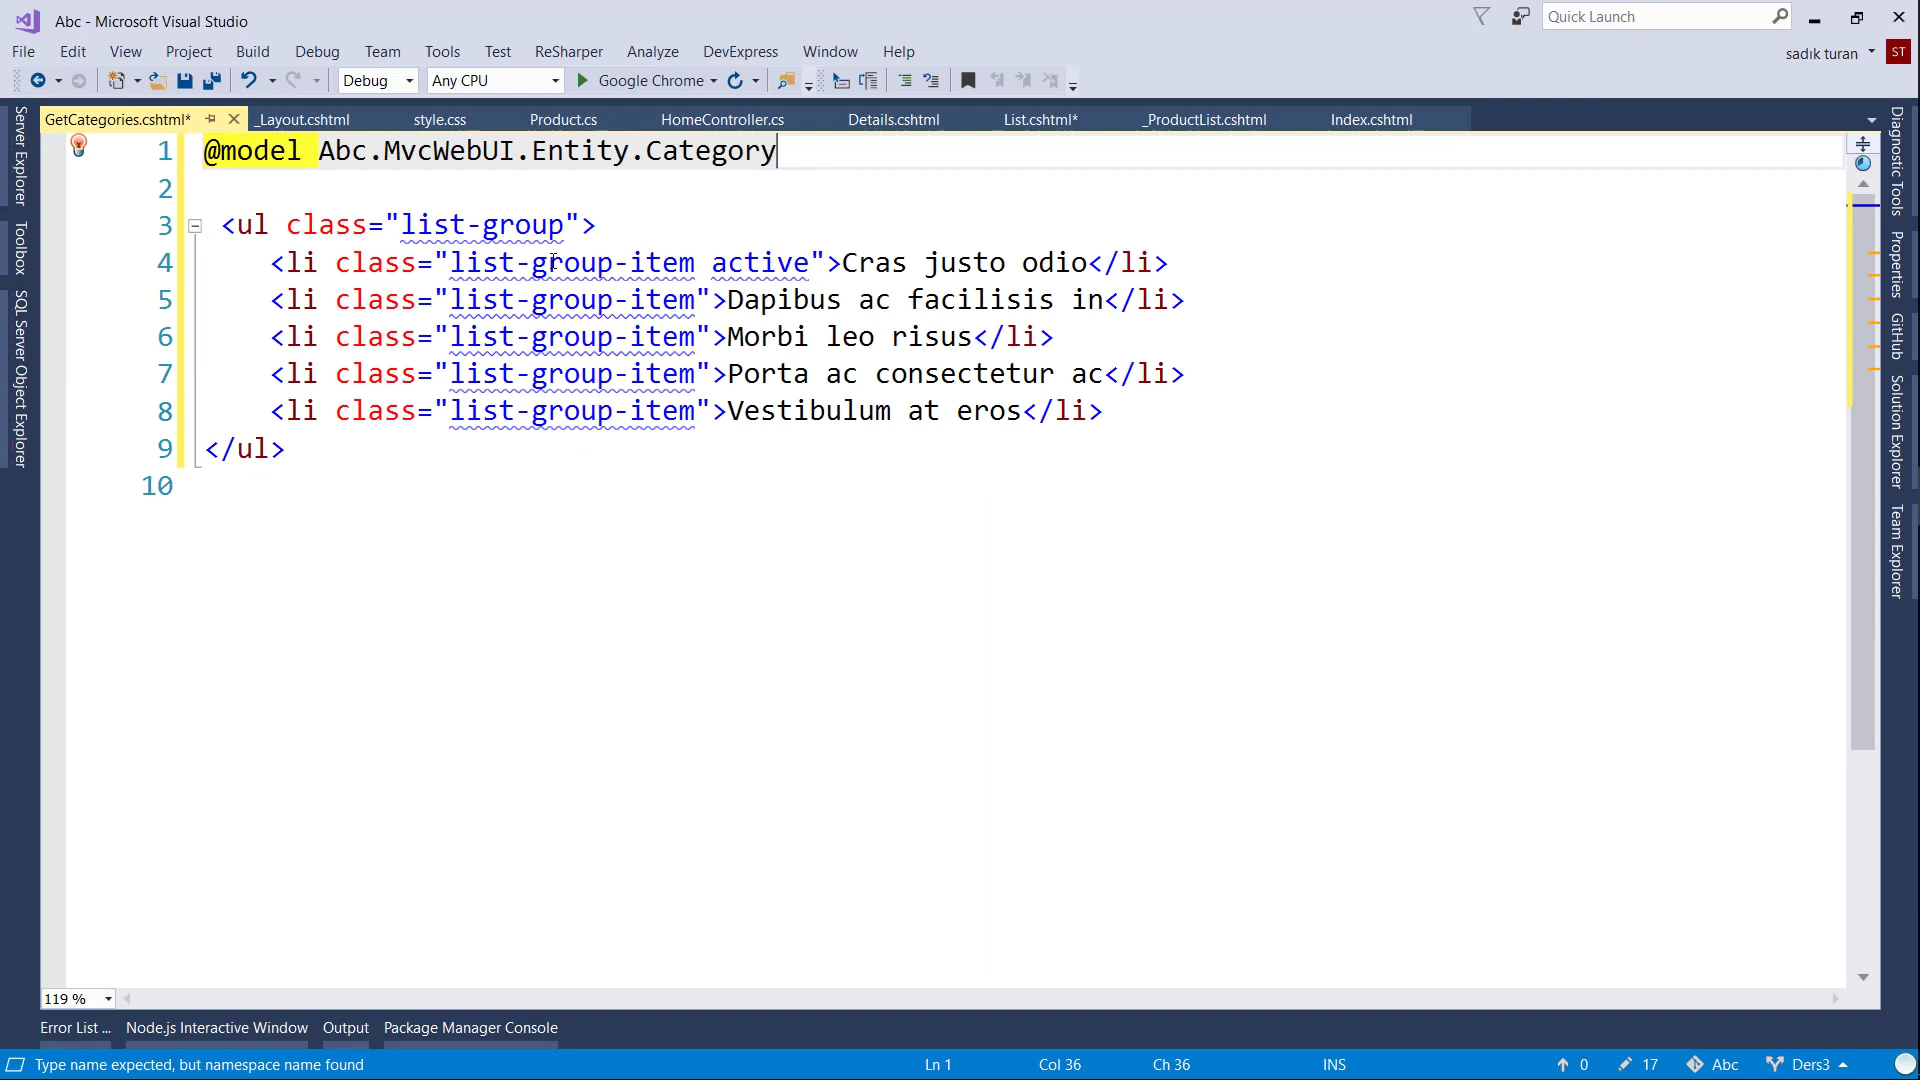 Abc - Microsoft Visual Studio
Quick Launch
File Edit View Project Build Debug Team Tools Test ReSharper Analyze DevExpress Window Help
sadık turan ST
Debug Any CPU Google Chrome
GetCategories.cshtml* _Layout.cshtml style.css Product.cs HomeController.cs Details.cshtml List.cshtml* _ProductList.cshtml Index.cshtml
Server Explorer
Toolbox
SQL Server Object Explorer
1 @model Abc.MvcWebUI.Entity.Category
2
3 <ul class="list-group">
4 <li class="list-group-item active">Cras justo odio</li>
5 <li class="list-group-item">Dapibus ac facilisis in</li>
6 <li class="list-group-item">Morbi leo risus</li>
7 <li class="list-group-item">Porta ac consectetur ac</li>
8 <li class="list-group-item">Vestibulum at eros</li>
9 </ul>
10
Diagnostic Tools
Properties
GitHub
Solution Explorer
Team Explorer
119 %
Error List ... Node.js Interactive Window Output Package Manager Console
Type name expected, but namespace name found Ln 1 Col 36 Ch 36 INS 0 17 Abc Ders3